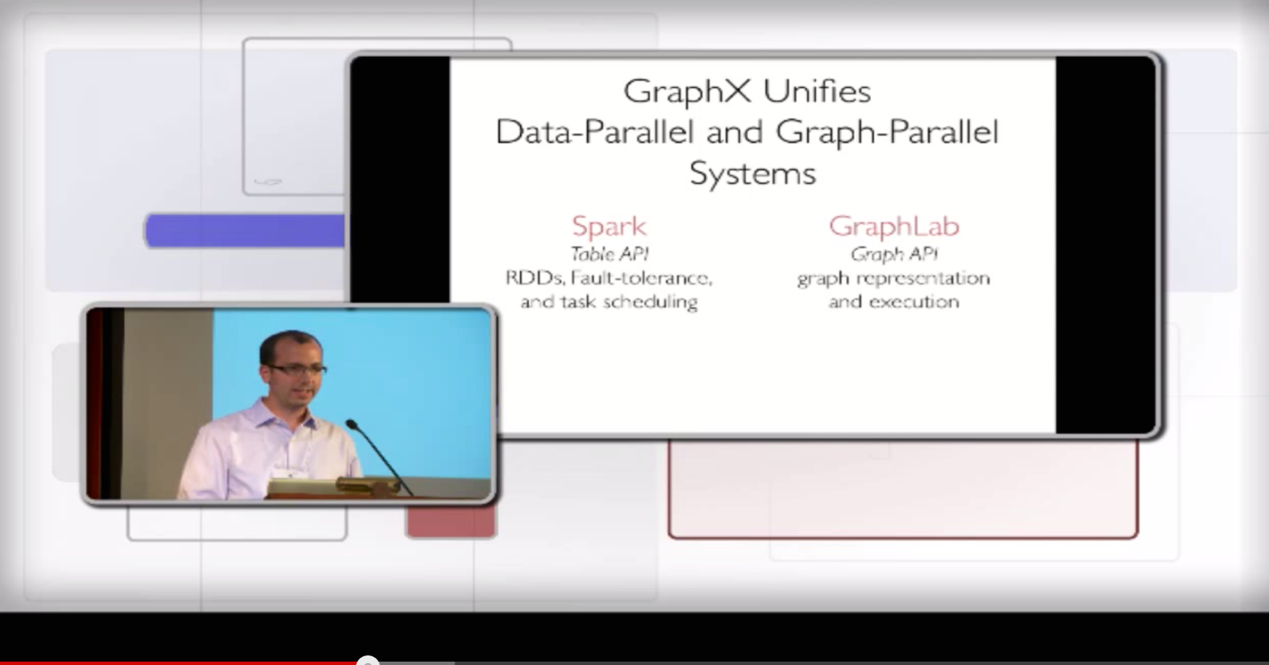 GraphX Unifies
Data-Parallel and Graph-Parallel
Systems
Spark
Table API
RDDs, Fault-tolerance,
and task scheduling
GraphLab
Graph API
graph representation
and execution